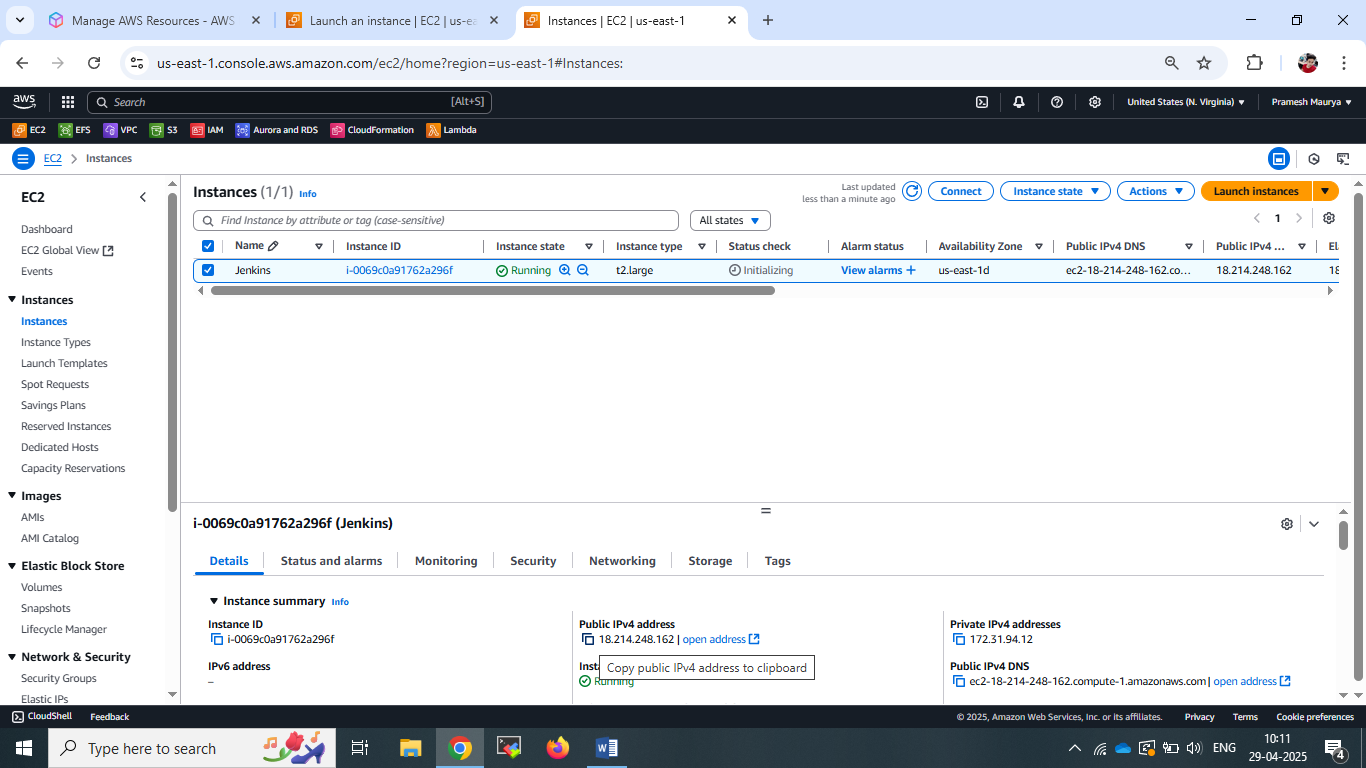 Manage AWS Resources - AWS
Launch an instance | EC2 | us-ea
Instances | EC2 | us-east-1
us-east-1.console.aws.amazon.com/ec2/home?region=us-east-1#Instances:
aws
Search
[Alt+S]
United States (N. Virginia)
Pramesh Maurya
EC2
EFS
VPC
S3
IAM
Aurora and RDS
CloudFormation
Lambda
EC2
Instances
EC2
Dashboard
EC2 Global View
Events
Instances
Instances
Instance Types
Launch Templates
Spot Requests
Savings Plans
Reserved Instances
Dedicated Hosts
Capacity Reservations
Images
AMIs
AMI Catalog
Elastic Block Store
Volumes
Snapshots
Lifecycle Manager
Network & Security
Security Groups
Elastic IPs
Instances (1/1) Info
Last updated
less than a minute ago
Connect
Instance state
Actions
Launch instances
Find Instance by attribute or tag (case-sensitive)
All states
1
Name
Instance ID
Instance state
Instance type
Status check
Alarm status
Availability Zone
Public IPv4 DNS
Public IPv4 ...
Ela
Jenkins
i-0069c0a91762a296f
Running
t2.large
Initializing
View alarms +
us-east-1d
ec2-18-214-248-162.co...
18.214.248.162
18
i-0069c0a91762a296f (Jenkins)
Details
Status and alarms
Monitoring
Security
Networking
Storage
Tags
Instance summary Info
Instance ID
i-0069c0a91762a296f
IPv6 address
–
Public IPv4 address
18.214.248.162 | open address
Insta
Copy public IPv4 address to clipboard
Running
Private IPv4 addresses
172.31.94.12
Public IPv4 DNS
ec2-18-214-248-162.compute-1.amazonaws.com | open address
CloudShell
Feedback
© 2025, Amazon Web Services, Inc. or its affiliates.
Privacy
Terms
Cookie preferences
Type here to search
ENG
10:11
29-04-2025
4